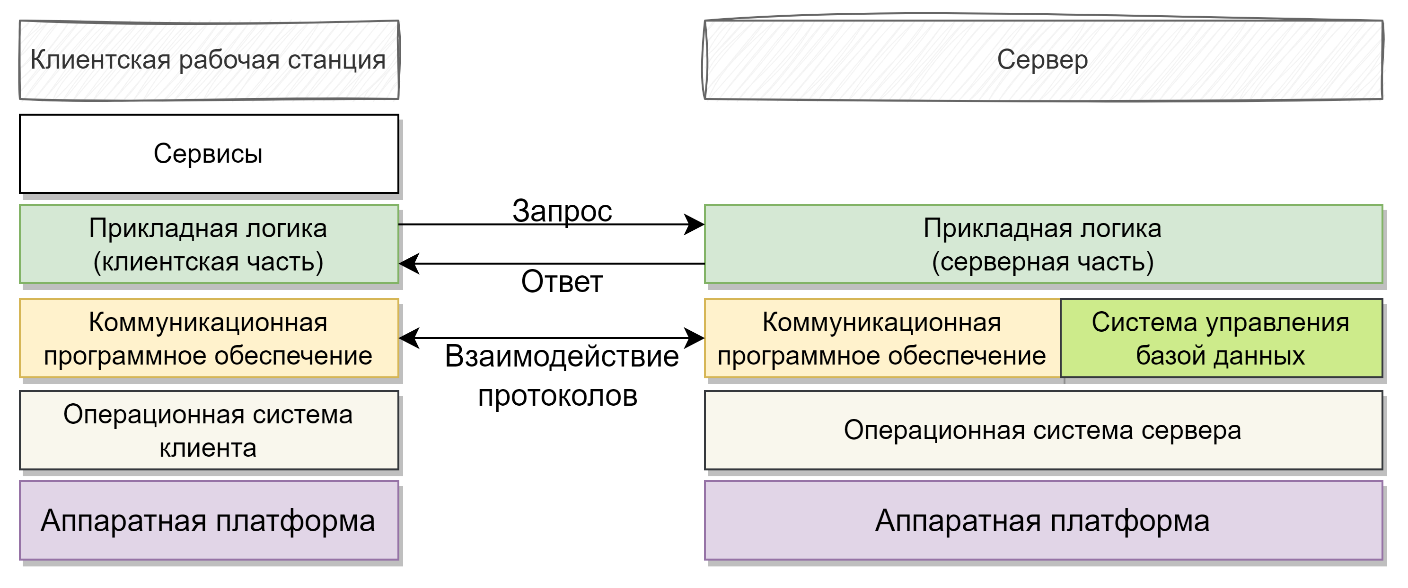 Клиентская рабочая станция
Сервер
Сервисы
Прикладная логика
(клиентская часть)
Запрос
Ответ
Прикладная логика
(серверная часть)
Коммуникационная
программное обеспечение
Взаимодействие
протоколов
Коммуникационная
программное обеспечение
Система управления
базой данных
Операционная система
клиента
Операционная система сервера
Аппаратная платформа
Аппаратная платформа